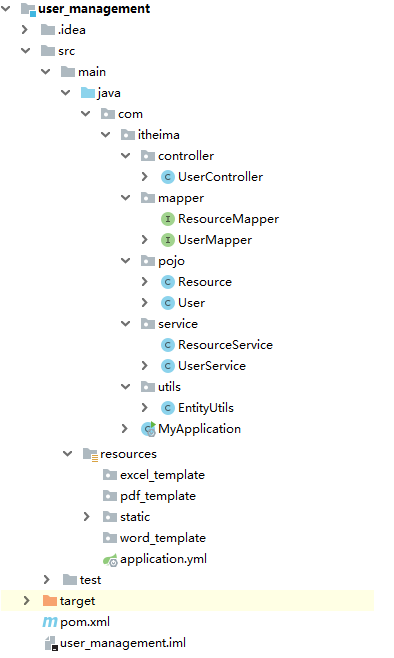 user_management
.idea
src
main
java
com
itheima
controller
UserController
mapper
ResourceMapper
UserMapper
pojo
Resource
User
service
ResourceService
UserService
utils
EntityUtils
MyApplication
resources
excel_template
pdf_template
static
word_template
application.yml
test
target
pom.xml
user_management.iml